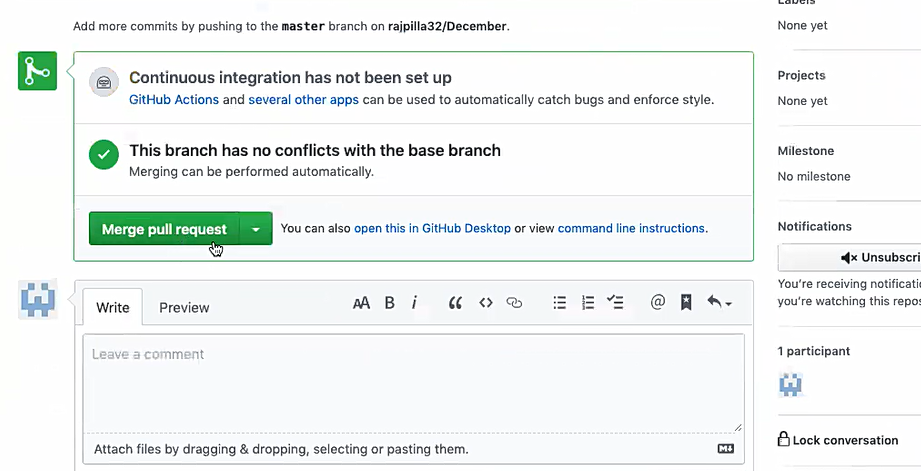 Add more commits by pushing to the master branch on rajpilla32/December.
Continuous integration has not been set up
GitHub Actions and several other apps can be used to automatically catch bugs and enforce style.
This branch has no conflicts with the base branch
Merging can be performed automatically.
Merge pull request
You can also open this in GitHub Desktop or view command line instructions.
Write
Preview
AA B i “ <> @
Leave a comment
Attach files by dragging & dropping, selecting or pasting them.
Labels
None yet
Projects
None yet
Milestone
No milestone
Notifications
Unsubscri
You're receiving notificatio
you're watching this repos
1 participant
Lock conversation